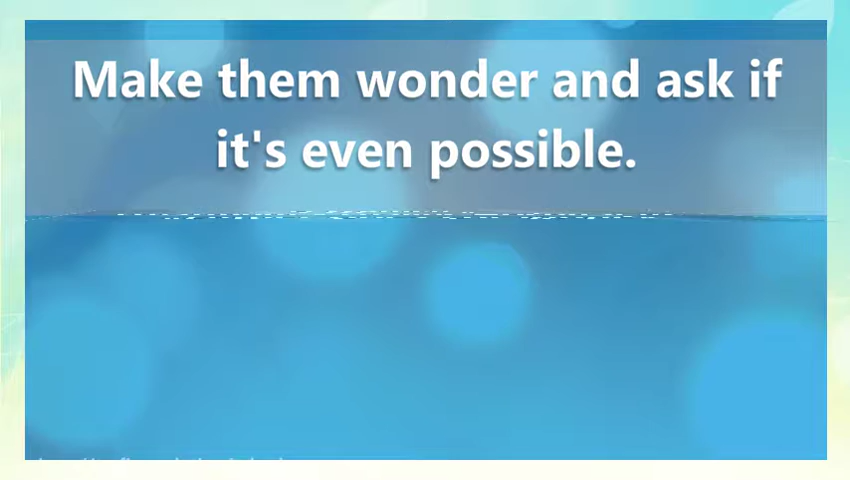 Make them wonder and ask if
it's even possible.